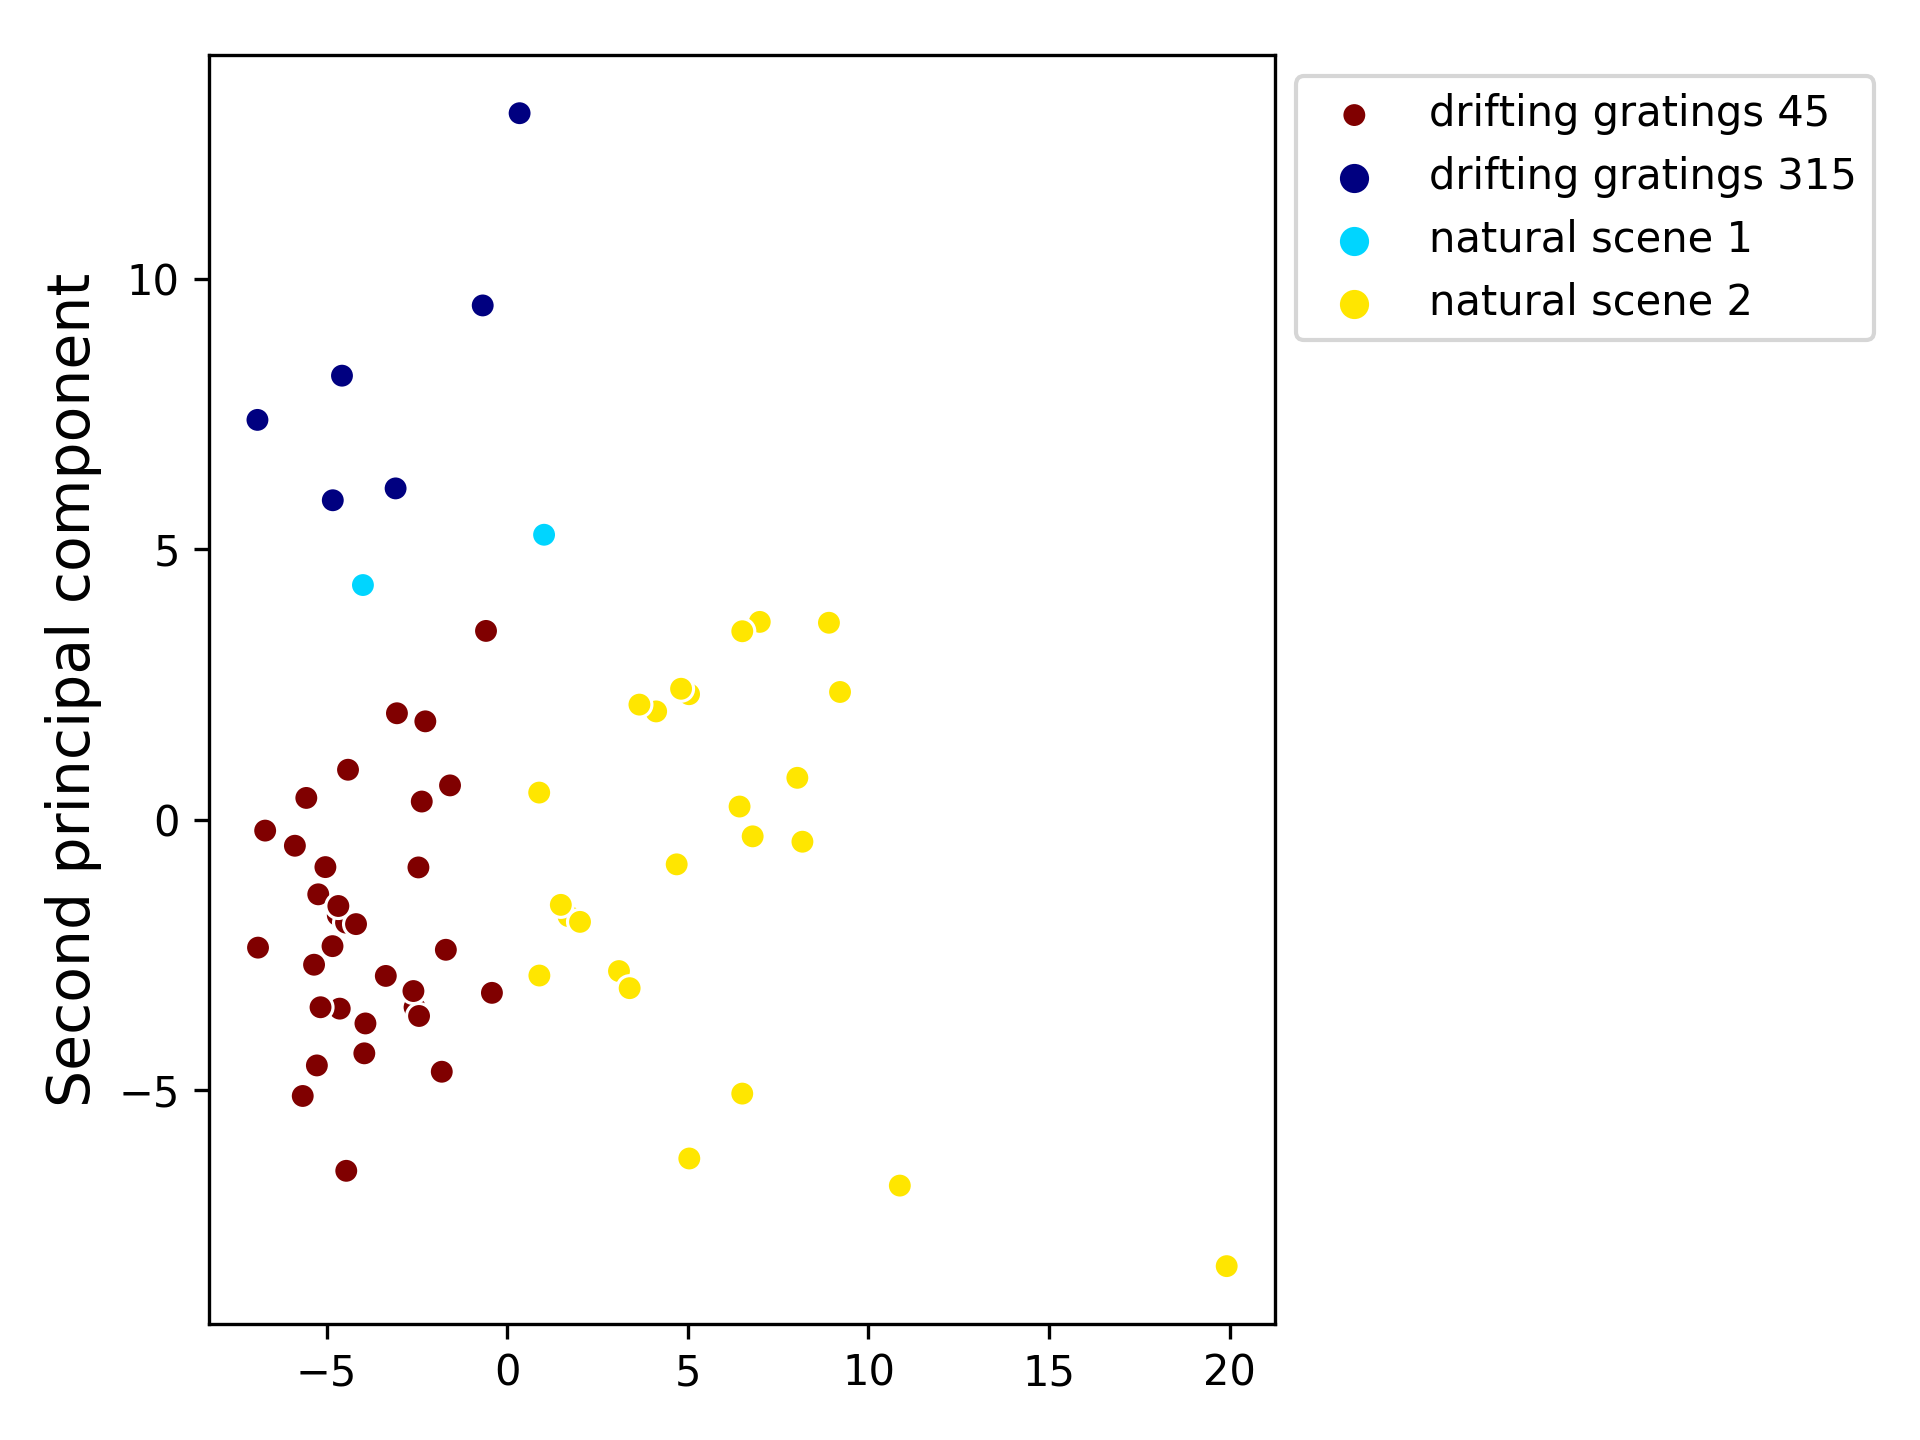 drifting gratings 45
drifting gratings 315
natural scene 1
natural scene 2
Second principal component
10
5
0
−5
−5 0 5 10 15 20